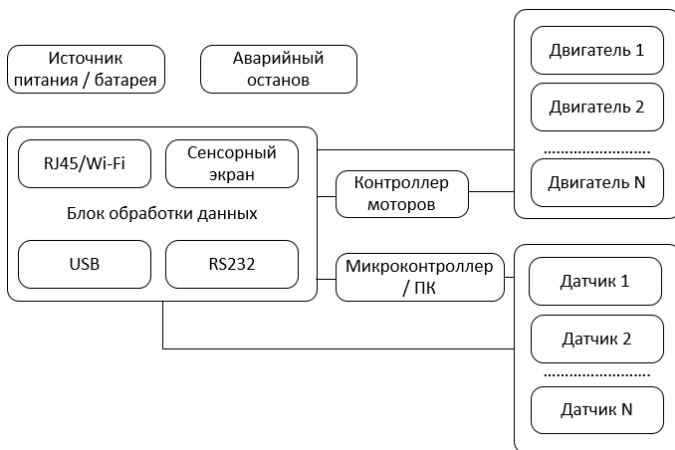 Источник
питания / батарея
Аварийный
останов
Двигатель 1
Двигатель 2
............................
Двигатель N
RJ45/Wi-Fi
Сенсорный
экран
Блок обработки данных
USB
RS232
Контроллер
моторов
Микроконтроллер
/ ПК
Датчик 1
Датчик 2
............................
Датчик N